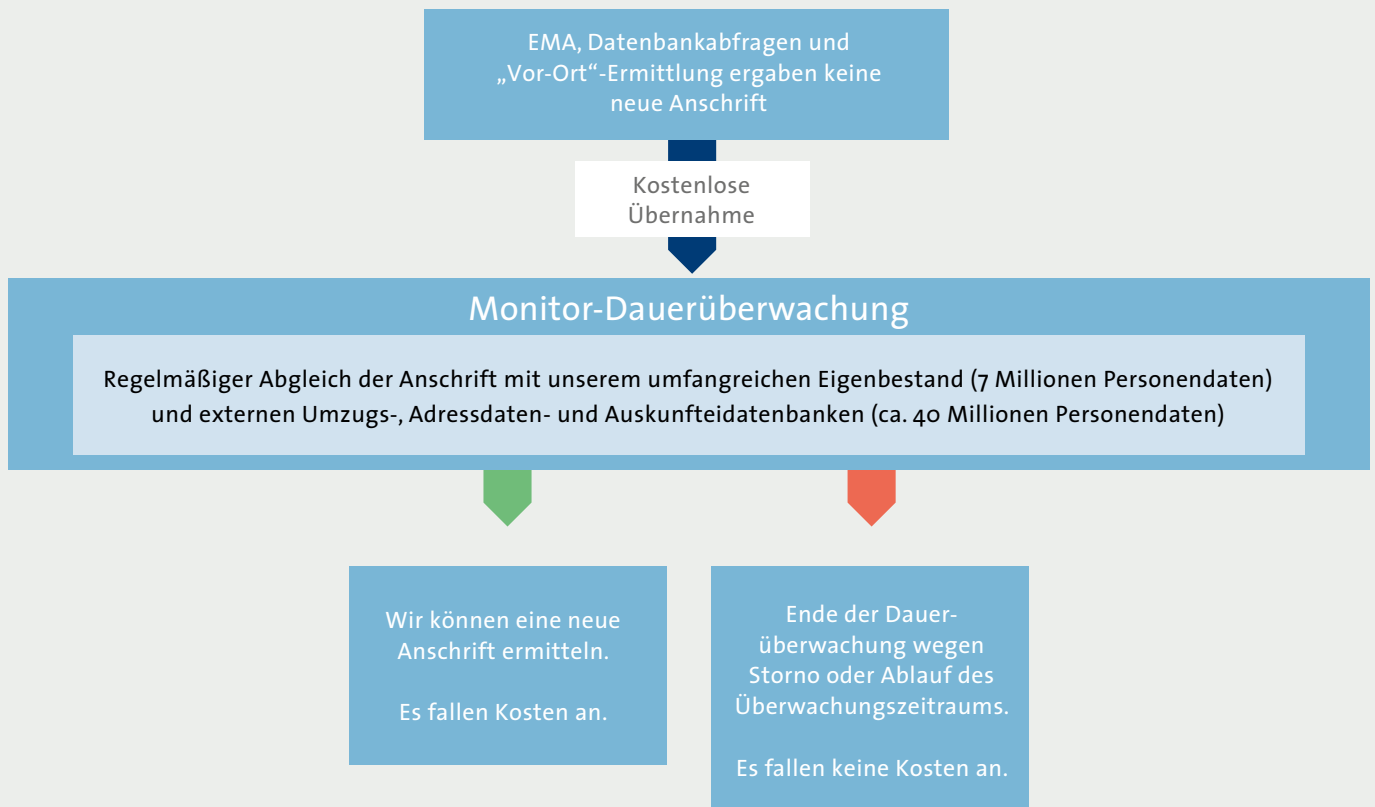 EMA, Datenbankabfragen und
„Vor-Ort“-Ermittlung ergaben keine
neue Anschrift
Kostenlose
Übernahme
Monitor-Dauerüberwachung
Regelmäßiger Abgleich der Anschrift mit unserem umfangreichen Eigenbestand (7 Millionen Personendaten)
und externen Umzugs-, Adressdaten- und Auskunfteidatenbanken (ca. 40 Millionen Personendaten)
Wir können eine neue
Anschrift ermitteln.
Es fallen Kosten an.
Ende der Dauer-
überwachung wegen
Storno oder Ablauf des
Überwachungszeitraums.
Es fallen keine Kosten an.